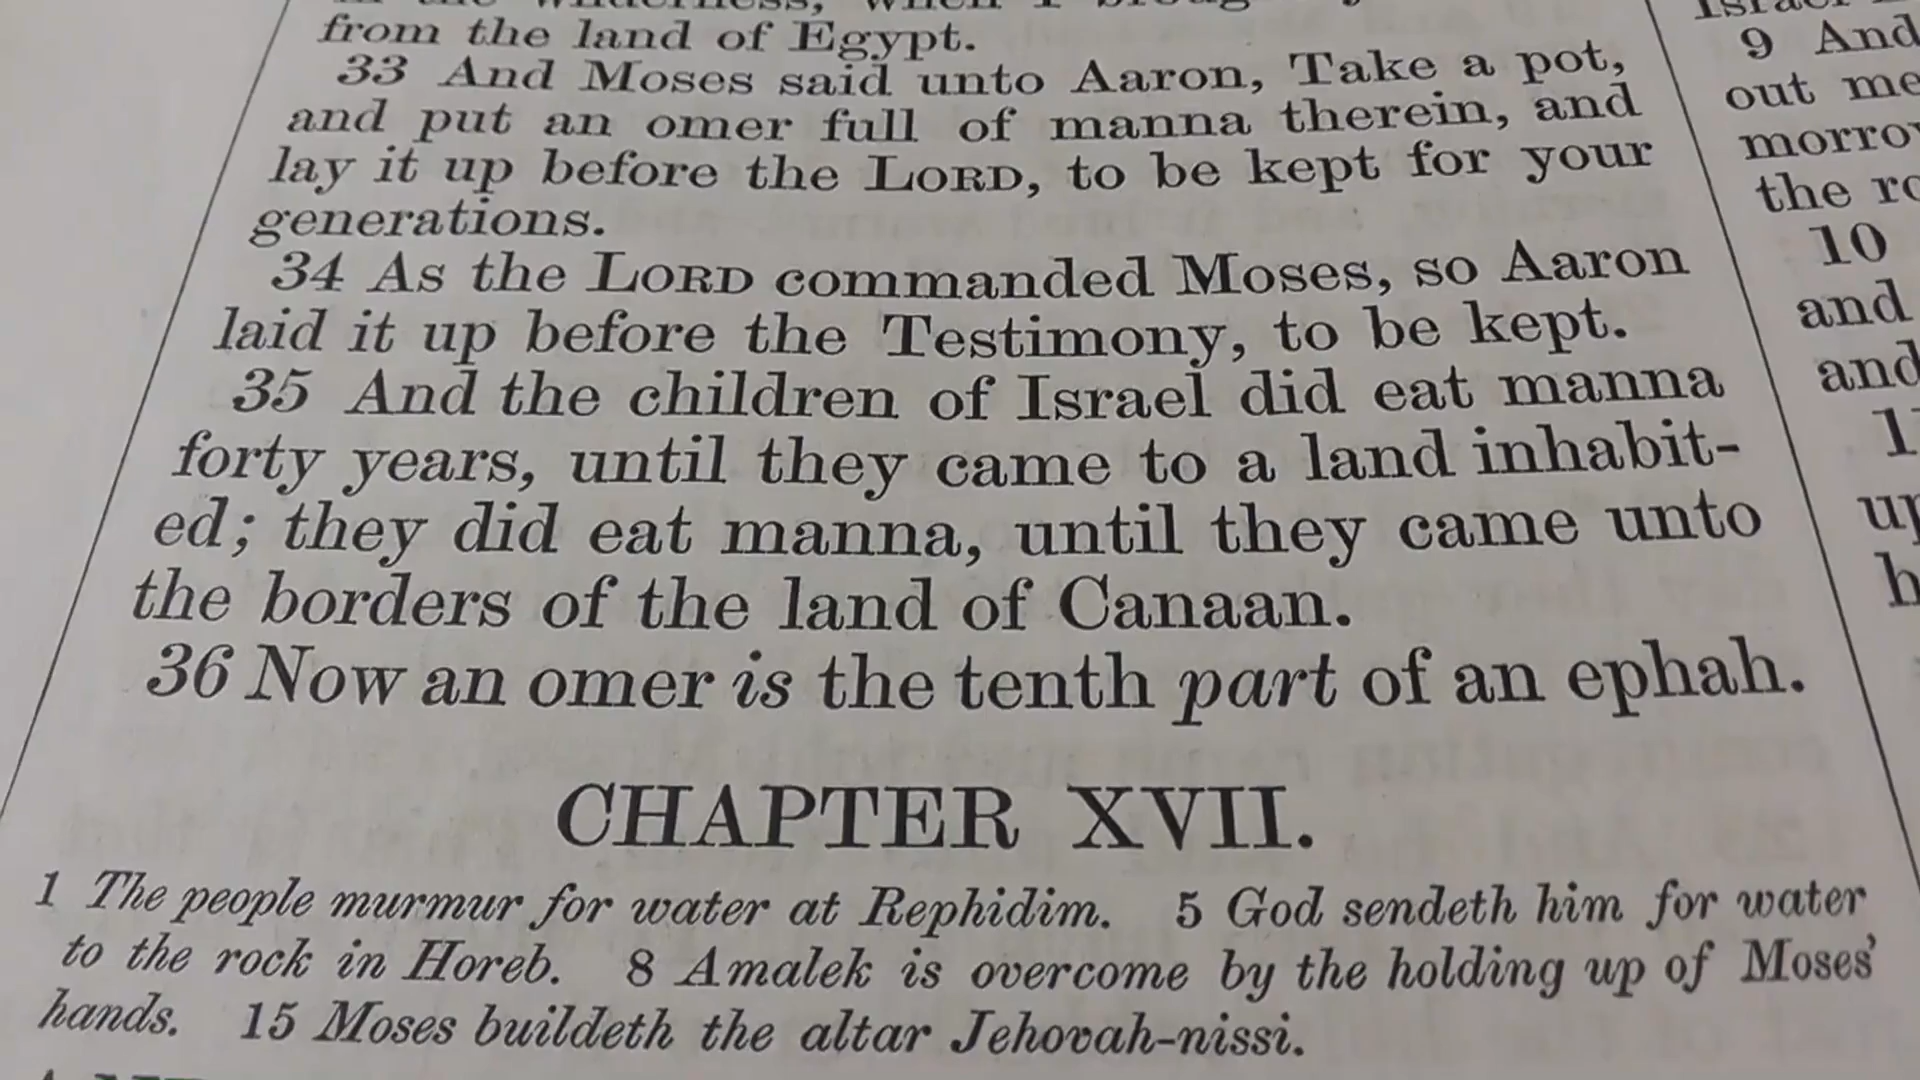 from the land of Egypt.
33 And Moses said unto Aaron, Take a pot,
and put an omer full of manna therein, and
lay it up before the LORD, to be kept for your
generations.
34 As the LORD commanded Moses, so Aaron
laid it up before the Testimony, to be kept.
35 And the children of Israel did eat manna
forty years, until they came to a land inhabit-
ed; they did eat manna, until they came unto
the borders of the land of Canaan.
36 Now an omer is the tenth part of an ephah.
CHAPTER XVII.
1 The people murmur for water at Rephidim. 5 God sendeth him for water
to the rock in Horeb. 8 Amalek is overcome by the holding up of Moses'
hands. 15 Moses buildeth the altar Jehovah-nissi.
9 And
out
the
10
and
and